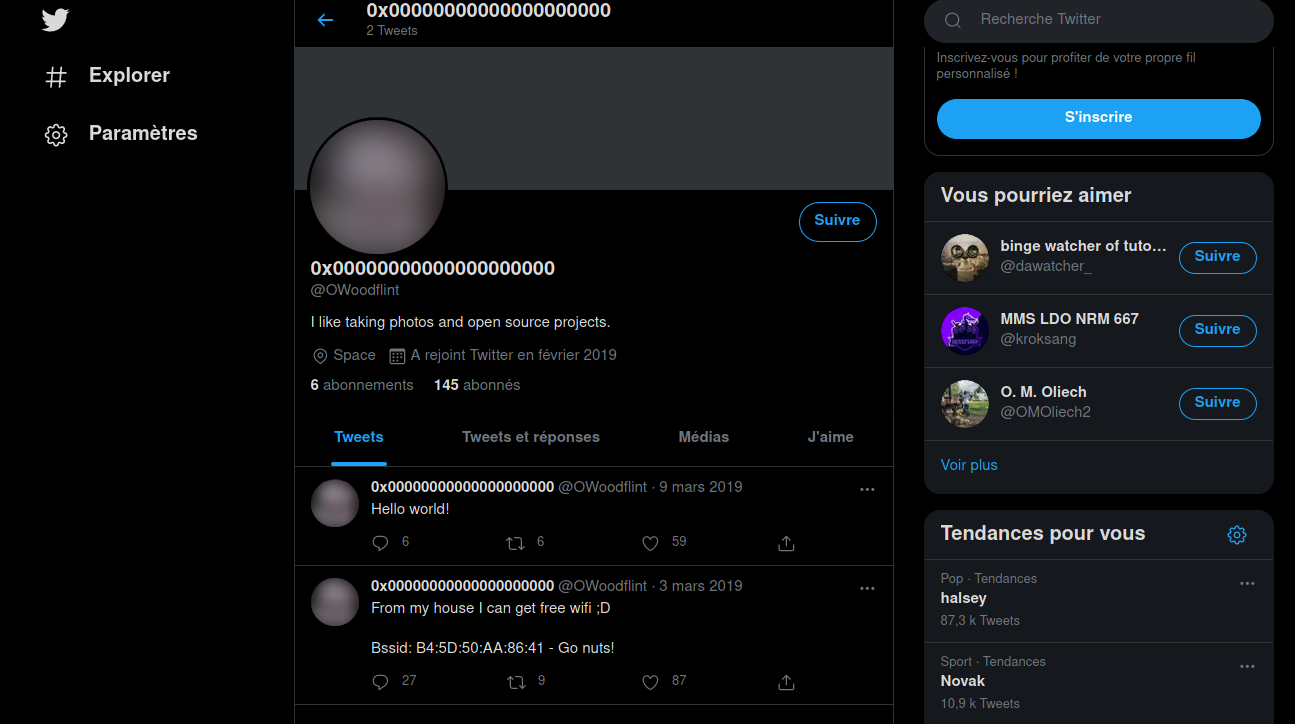 Explorer
Paramètres
0x00000000000000000000
2 Tweets
Suivre
0x00000000000000000000
@OWoodflint
I like taking photos and open source projects.
Space A rejoint Twitter en février 2019
6 abonnements 145 abonnés
Tweets Tweets et réponses Médias J'aime
0x00000000000000000000 @OWoodflint · 9 mars 2019
Hello world!
6 6 59
0x00000000000000000000 @OWoodflint · 3 mars 2019
From my house I can get free wifi ;D
Bssid: B4:5D:50:AA:86:41 - Go nuts!
27 9 87
Recherche Twitter
Inscrivez-vous pour profiter de votre propre fil
personnalisé !
S'inscrire
Vous pourriez aimer
binge watcher of tuto...
@dawatcher_
Suivre
MMS LDO NRM 667
@kroksang
Suivre
O. M. Oliech
@OMOliech2
Suivre
Voir plus
Tendances pour vous
Pop · Tendances
halsey
87,3 k Tweets
Sport · Tendances
Novak
10,9 k Tweets